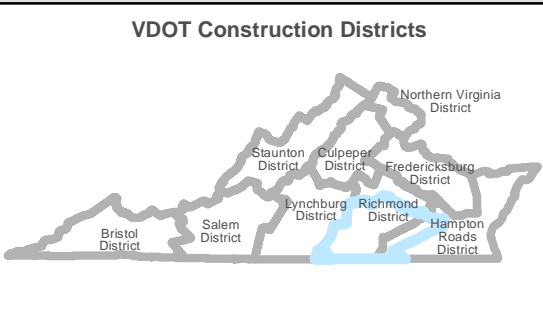 VDOT Construction Districts
Northern Virginia
District
Staunton
District
Culpeper
District
Fredericksburg
District
Lynchburg
District
Richmond
District
Salem
District
Bristol
District
Hampton
Roads
District